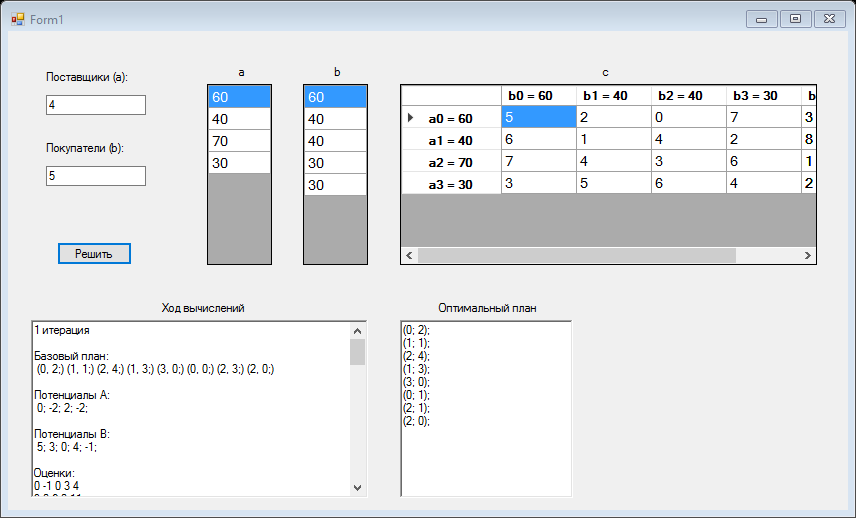 Form1
Поставщики (a):
4
Покупатели (b):
5
Решить
a
60
40
70
30
b
60
40
40
30
30
c
b0 = 60 b1 = 40 b2 = 40 b3 = 30 b
a0 = 60 5 2 0 7 3
a1 = 40 6 1 4 2 8
a2 = 70 7 4 3 6 1
a3 = 30 3 5 6 4 2
Ход вычислений
1 итерация
Базовый план:
(0, 2;) (1, 1;) (2, 4;) (1, 3;) (3, 0;) (0, 0;) (2, 3;) (2, 0;)
Потенциалы A:
0; -2; 2; -2;
Потенциалы B:
5; 3; 0; 4; -1;
Оценки:
0 -1 0 3 4
Оптимальный план
(0; 2);
(1; 1);
(2; 4);
(1; 3);
(3; 0);
(0; 1);
(2; 1);
(2; 0);